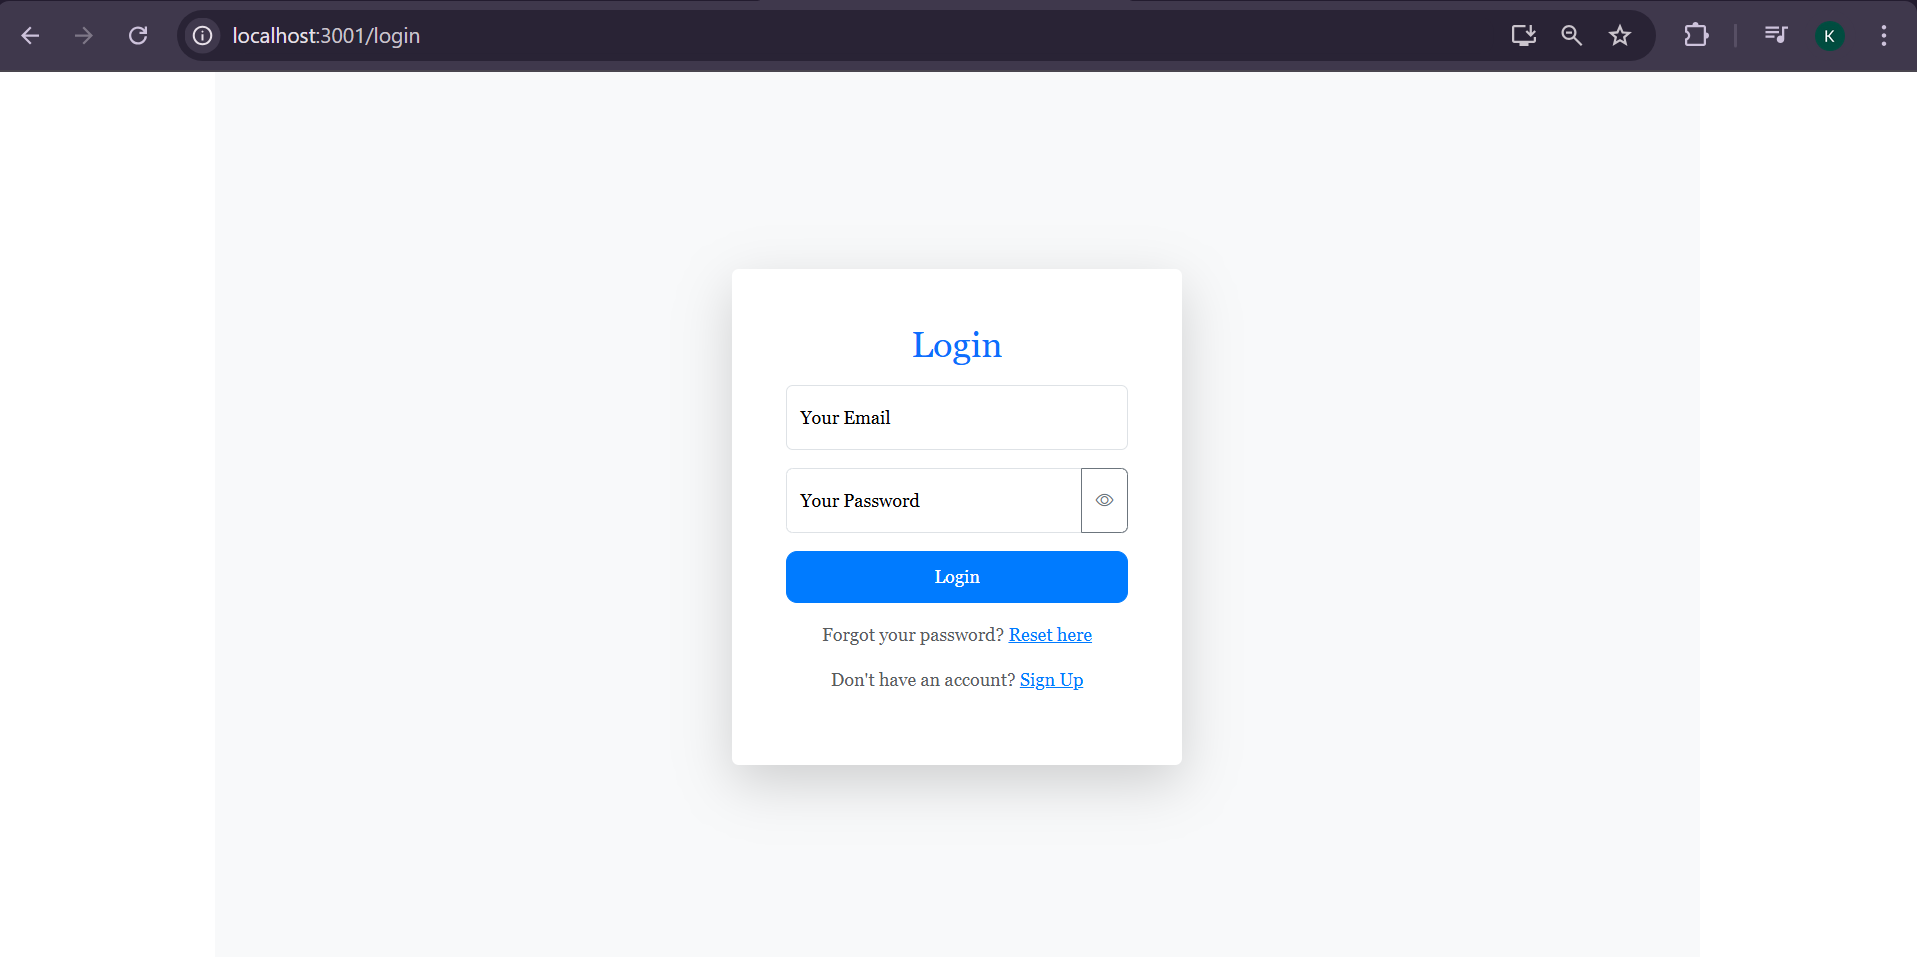 localhost:3001/login
K
Login
Your Email
Your Password
Login
Forgot your password? Reset here
Don't have an account? Sign Up